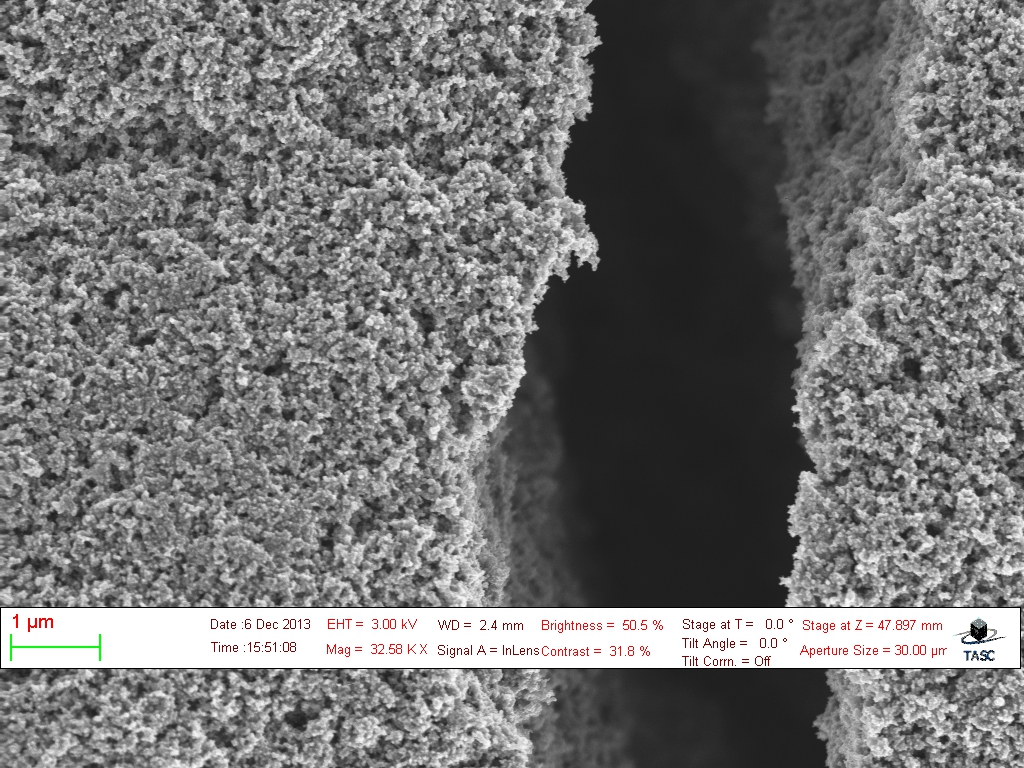 1 µm
Date :6 Dec 2013
Time :15:51:08
EHT = 3.00 kV
Mag = 32.58 K X
WD = 2.4 mm
Signal A = InLens
Brightness = 50.5 %
Contrast = 31.8 %
Stage at T = 0.0 °
Tilt Angle = 0.0 °
Tilt Corrn. = Off
Stage at Z = 47.897 mm
Aperture Size = 30.00 µm
TASC